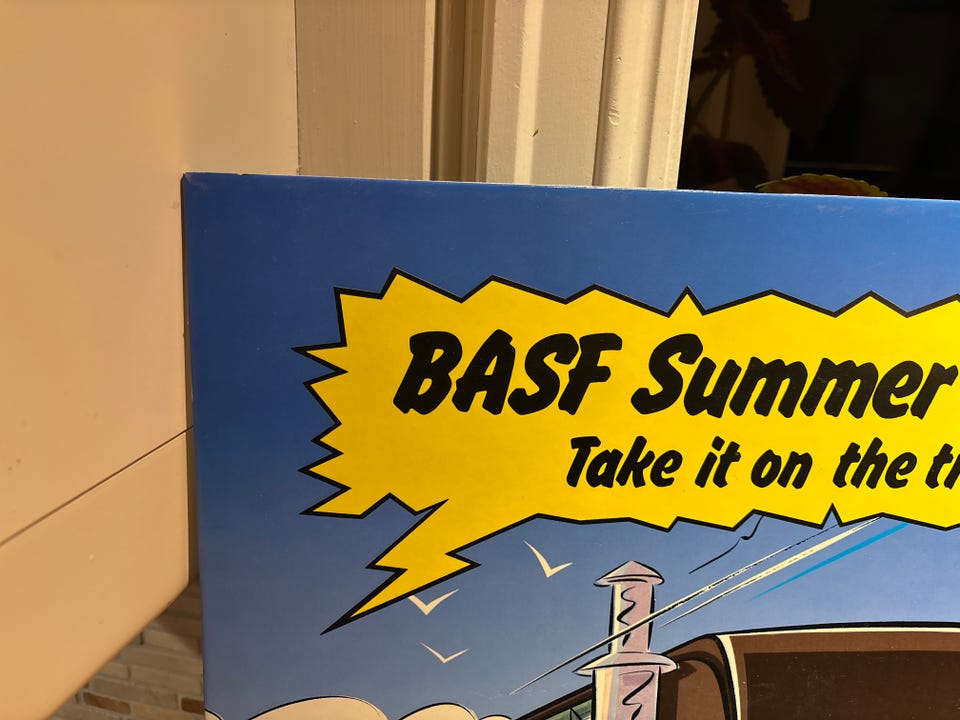 BASF Summer
Take it on the